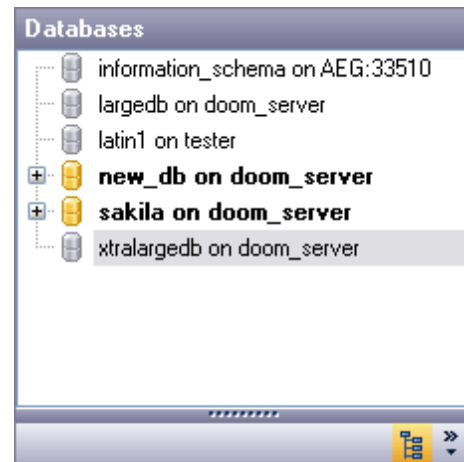 Databases
information_schema on AEG:33510
largedb on doom_server
latin1 on tester
new_db on doom_server
sakila on doom_server
xtralargedb on doom_server